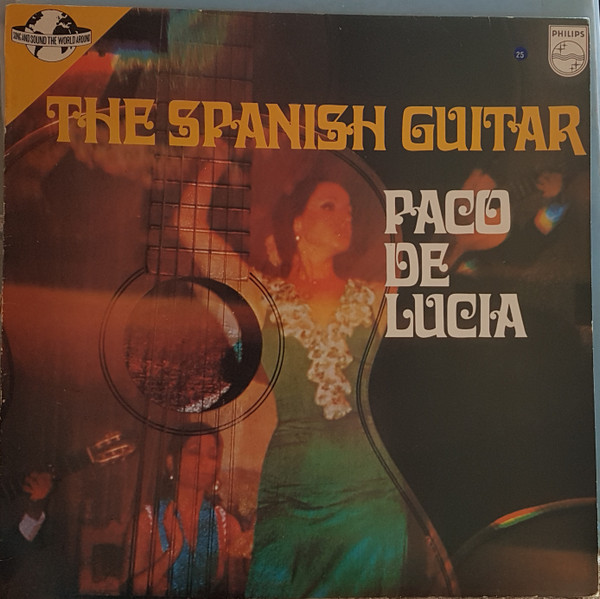 SING AND SOUND THE WORLD AROUND
25
PHILIPS
THE SPANISH GUITAR
PACO
DE
LUCIA